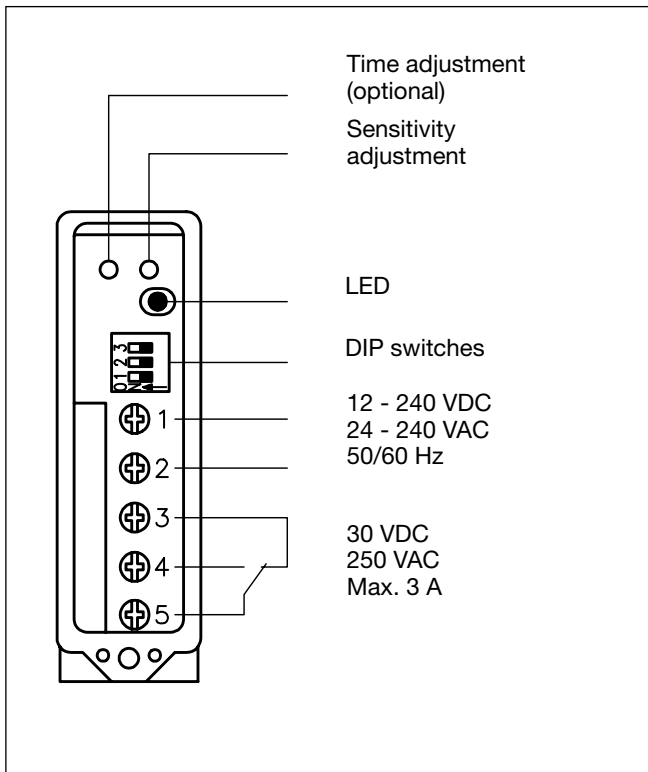 Time adjustment
(optional)
Sensitivity
adjustment
LED
DIP switches
3
2
1
ON
12 - 240 VDC
24 - 240 VAC
50/60 Hz
1
2
3
4
5
30 VDC
250 VAC
Max. 3 A